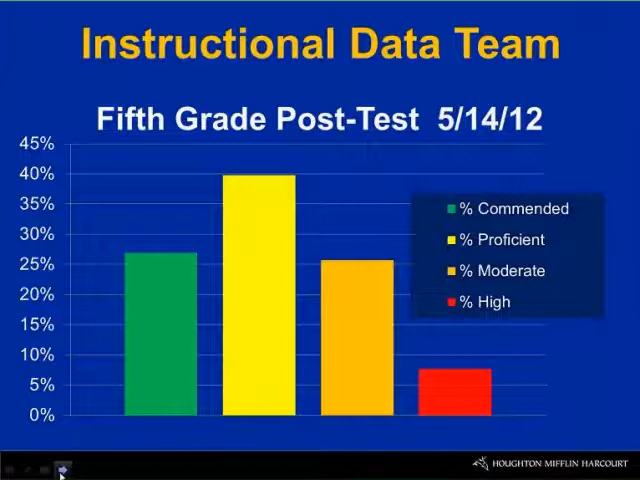 Instructional Data Team
Fifth Grade Post-Test 5/14/12
45%
40%
35%
30%
25%
20%
15%
10%
5%
0%
% Commended
% Proficient
% Moderate
% High
HOUGHTON MIFFLIN HARCOURT